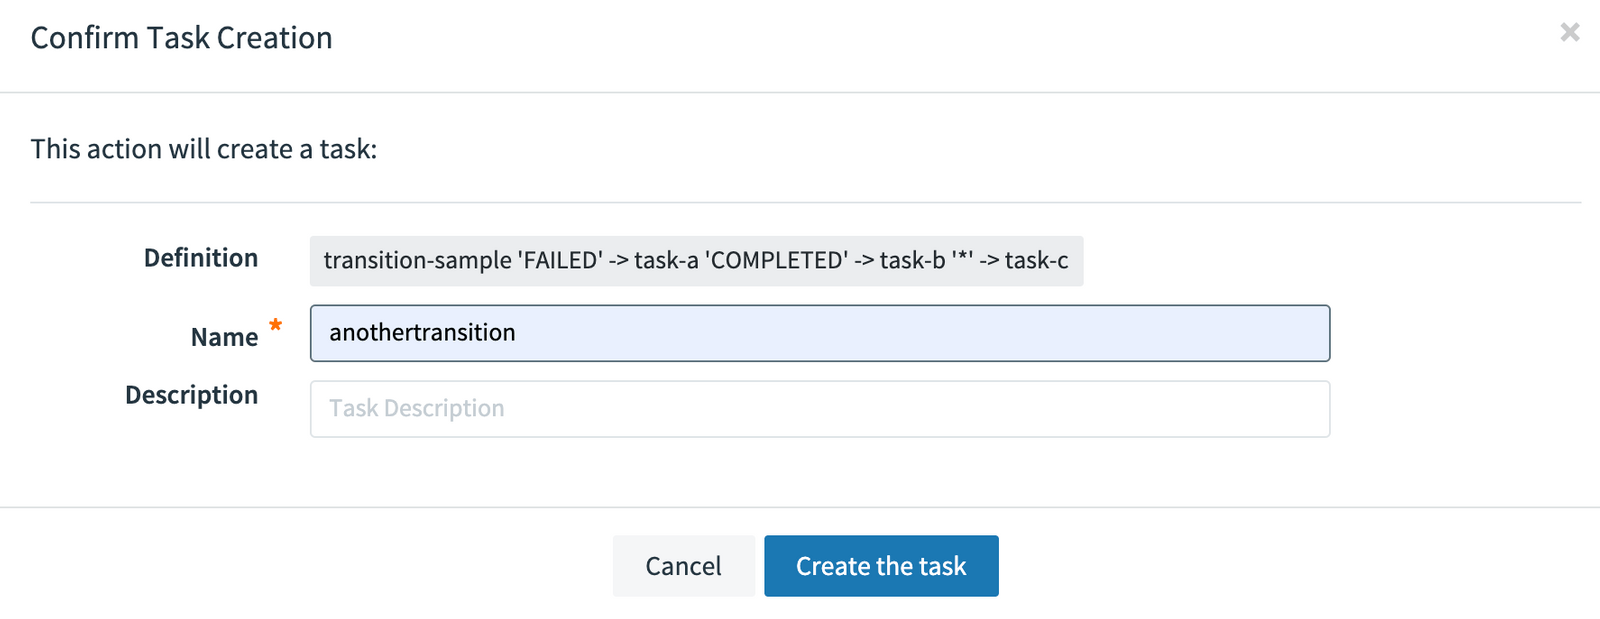 Confirm Task Creation
×
This action will create a task:
Definition transition-sample 'FAILED' -> task-a 'COMPLETED' -> task-b '*' -> task-c
Name * anothertransition
Description Task Description
Cancel Create the task